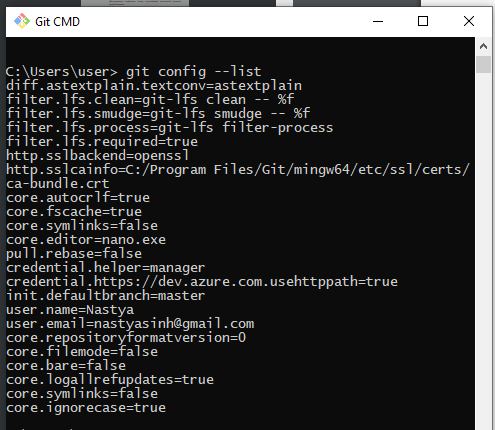 Git CMD
C:\Users\user> git config --list
diff.astextplain.textconv=astextplain
filter.lfs.clean=git-lfs clean -- %f
filter.lfs.smudge=git-lfs smudge -- %f
filter.lfs.process=git-lfs filter-process
filter.lfs.required=true
http.sslbackend=openssl
http.sslcainfo=C:/Program Files/Git/mingw64/etc/ssl/certs/
ca-bundle.crt
core.autocrlf=true
core.fscache=true
core.symlinks=false
core.editor=nano.exe
pull.rebase=false
credential.helper=manager
credential.https://dev.azure.com.usehttppath=true
init.defaultbranch=master
user.name=Nastya
user.email=nastyasinh@gmail.com
core.repositoryformatversion=0
core.filemode=false
core.bare=false
core.logallrefupdates=true
core.symlinks=false
core.ignorecase=true